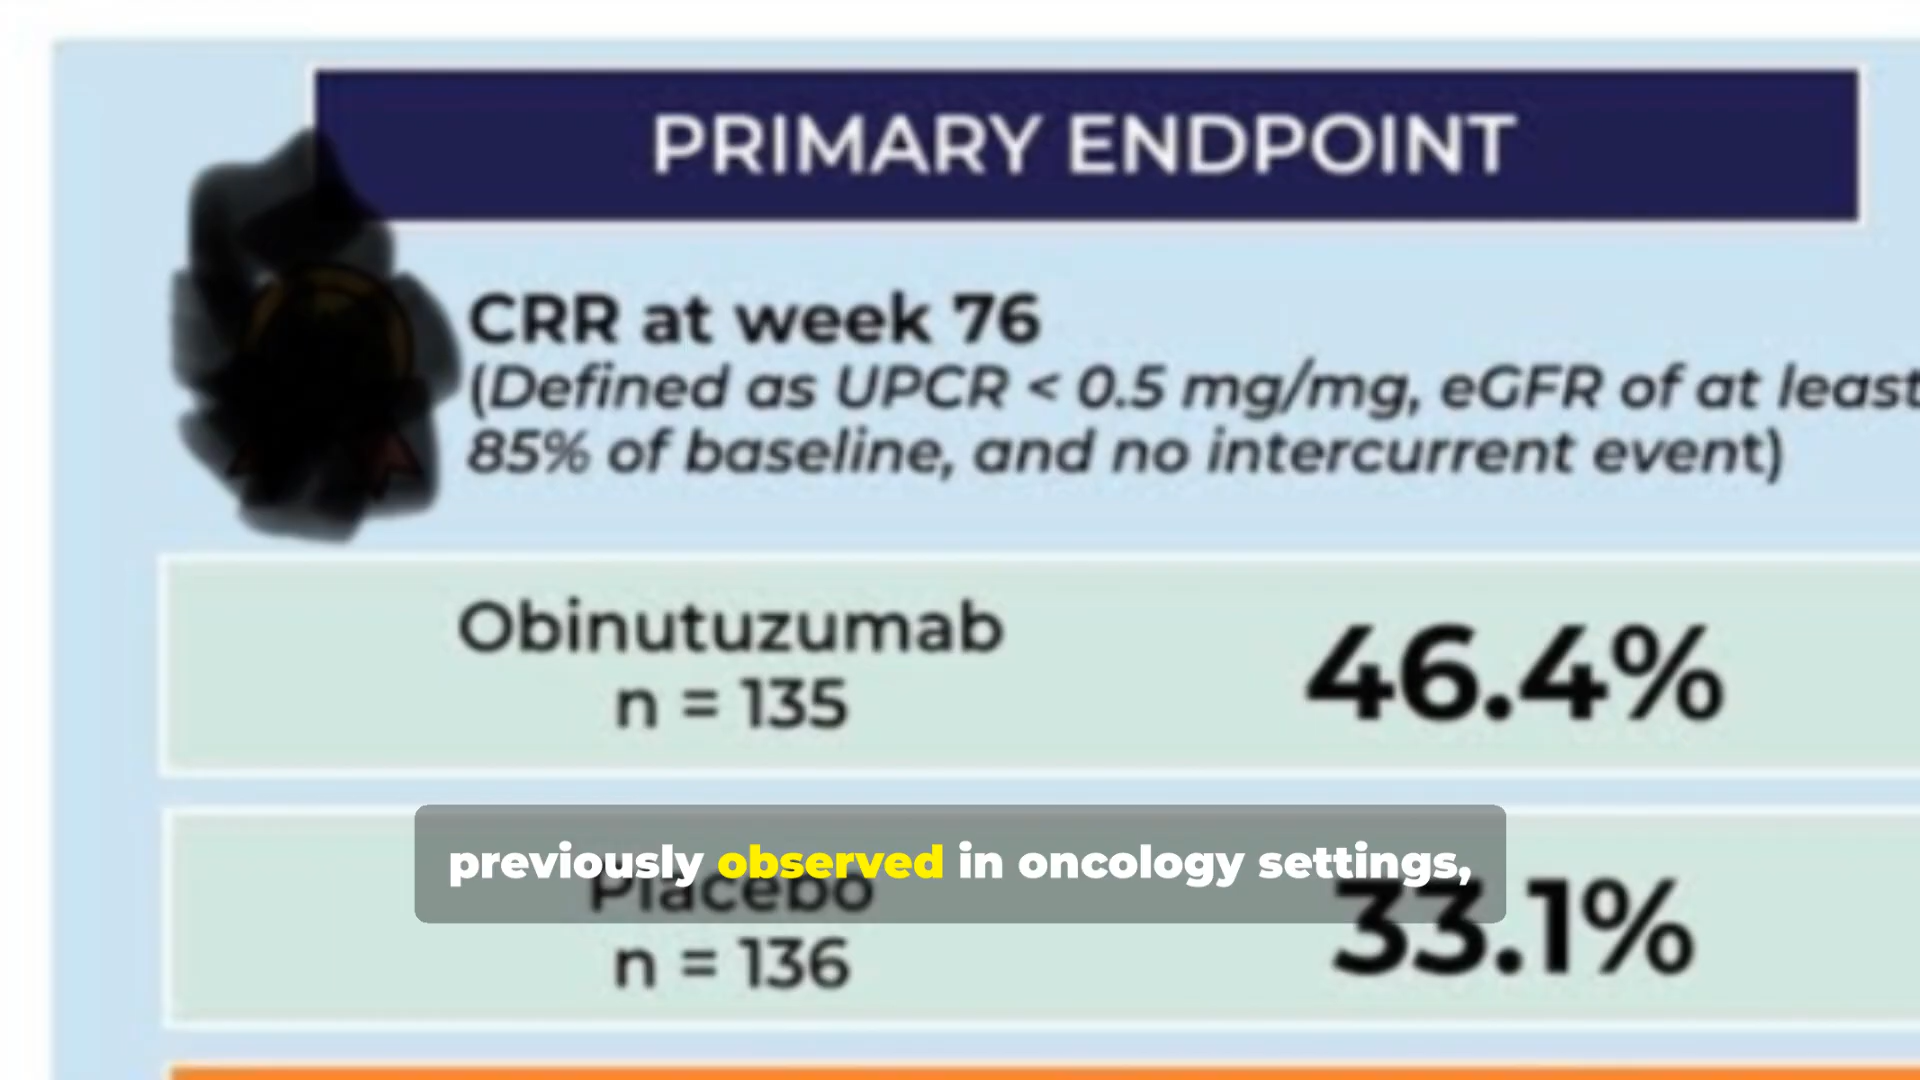 PRIMARY ENDPOINT
CRR at week 76
(Defined as UPCR < 0.5 mg/mg, eGFR of at least
85% of baseline, and no intercurrent event)
Obinutuzumab
n = 135
46.4%
previously observed in oncology settings,
Placebo
n = 136
33.1%